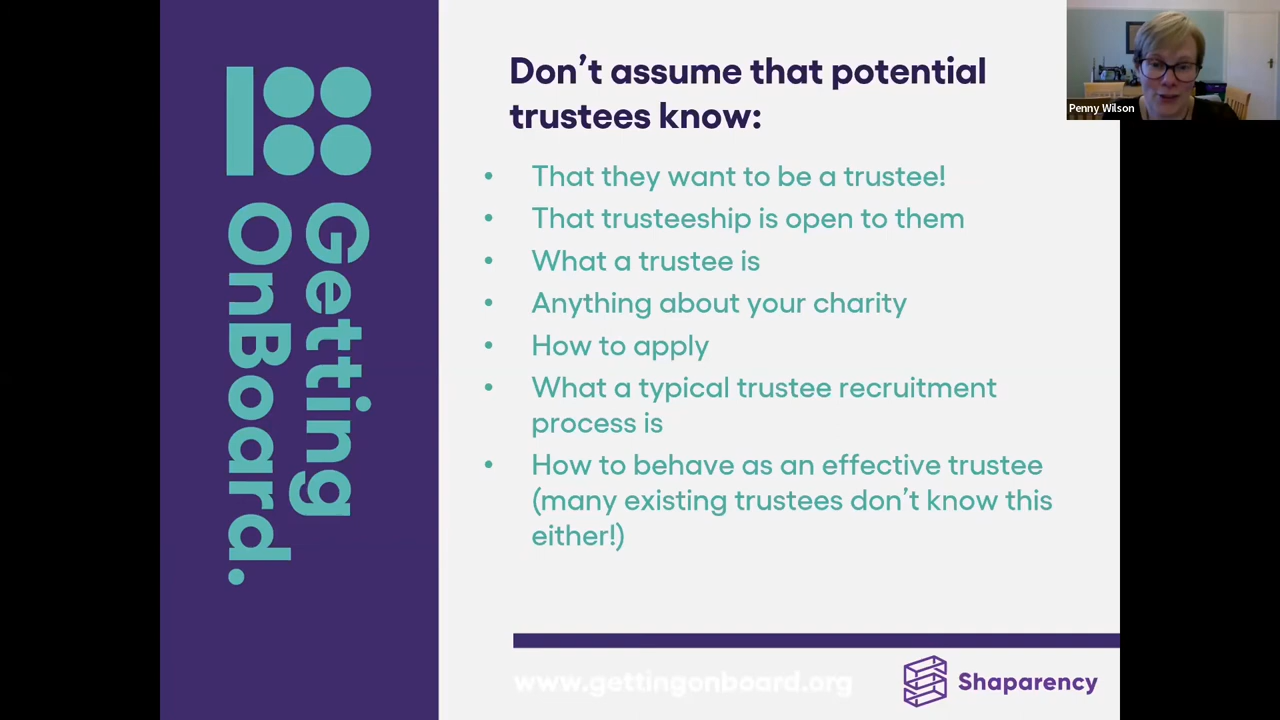 Getting
OnBoard.
Don't assume that potential
trustees know:
• That they want to be a trustee!
• That trusteeship is open to them
• What a trustee is
• Anything about your charity
• How to apply
• What a typical trustee recruitment
process is
• How to behave as an effective trustee
(many existing trustees don't know this
either!)
www.gettingonboard.org
Shaparency
Penny Wilson